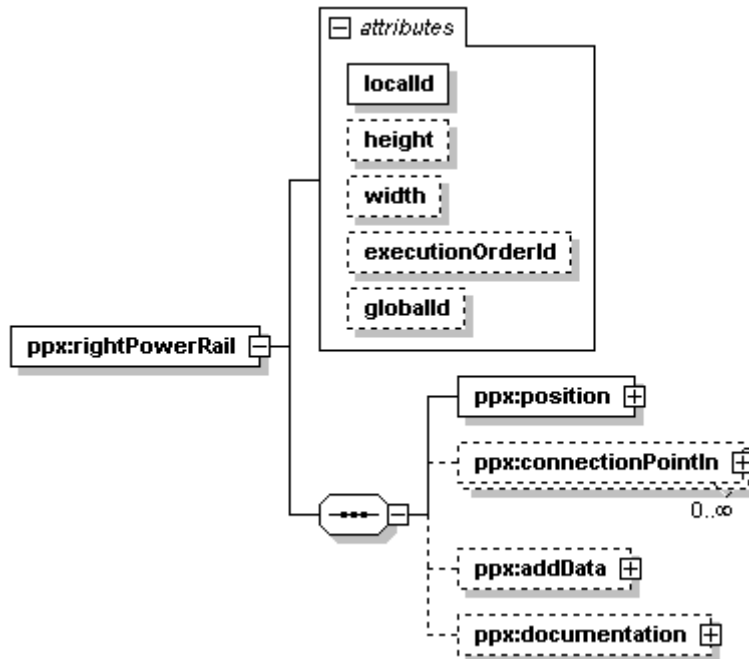 attributes
localId
height
width
executionOrderId
globalId
ppx:rightPowerRail
ppx:position
ppx:connectionPointIn
0..∞
ppx:addData
ppx:documentation